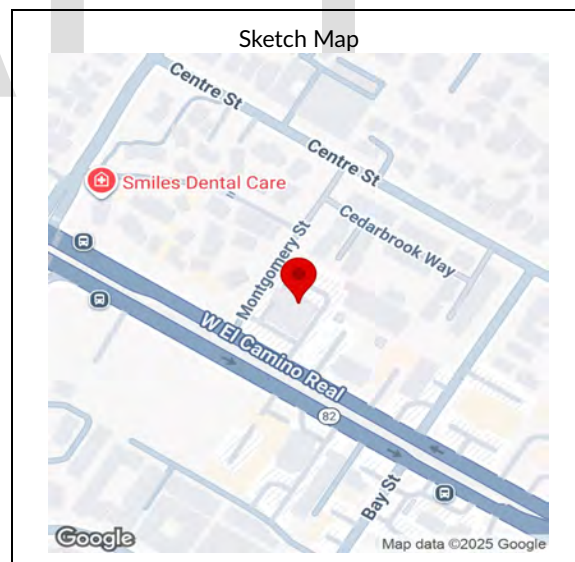 Sketch Map
Centre St
Centre St
Smiles Dental Care
Cedarbrook Way
Montgomery St
W El Camino Real
82
Bay St
Google
Map data ©2025 Google